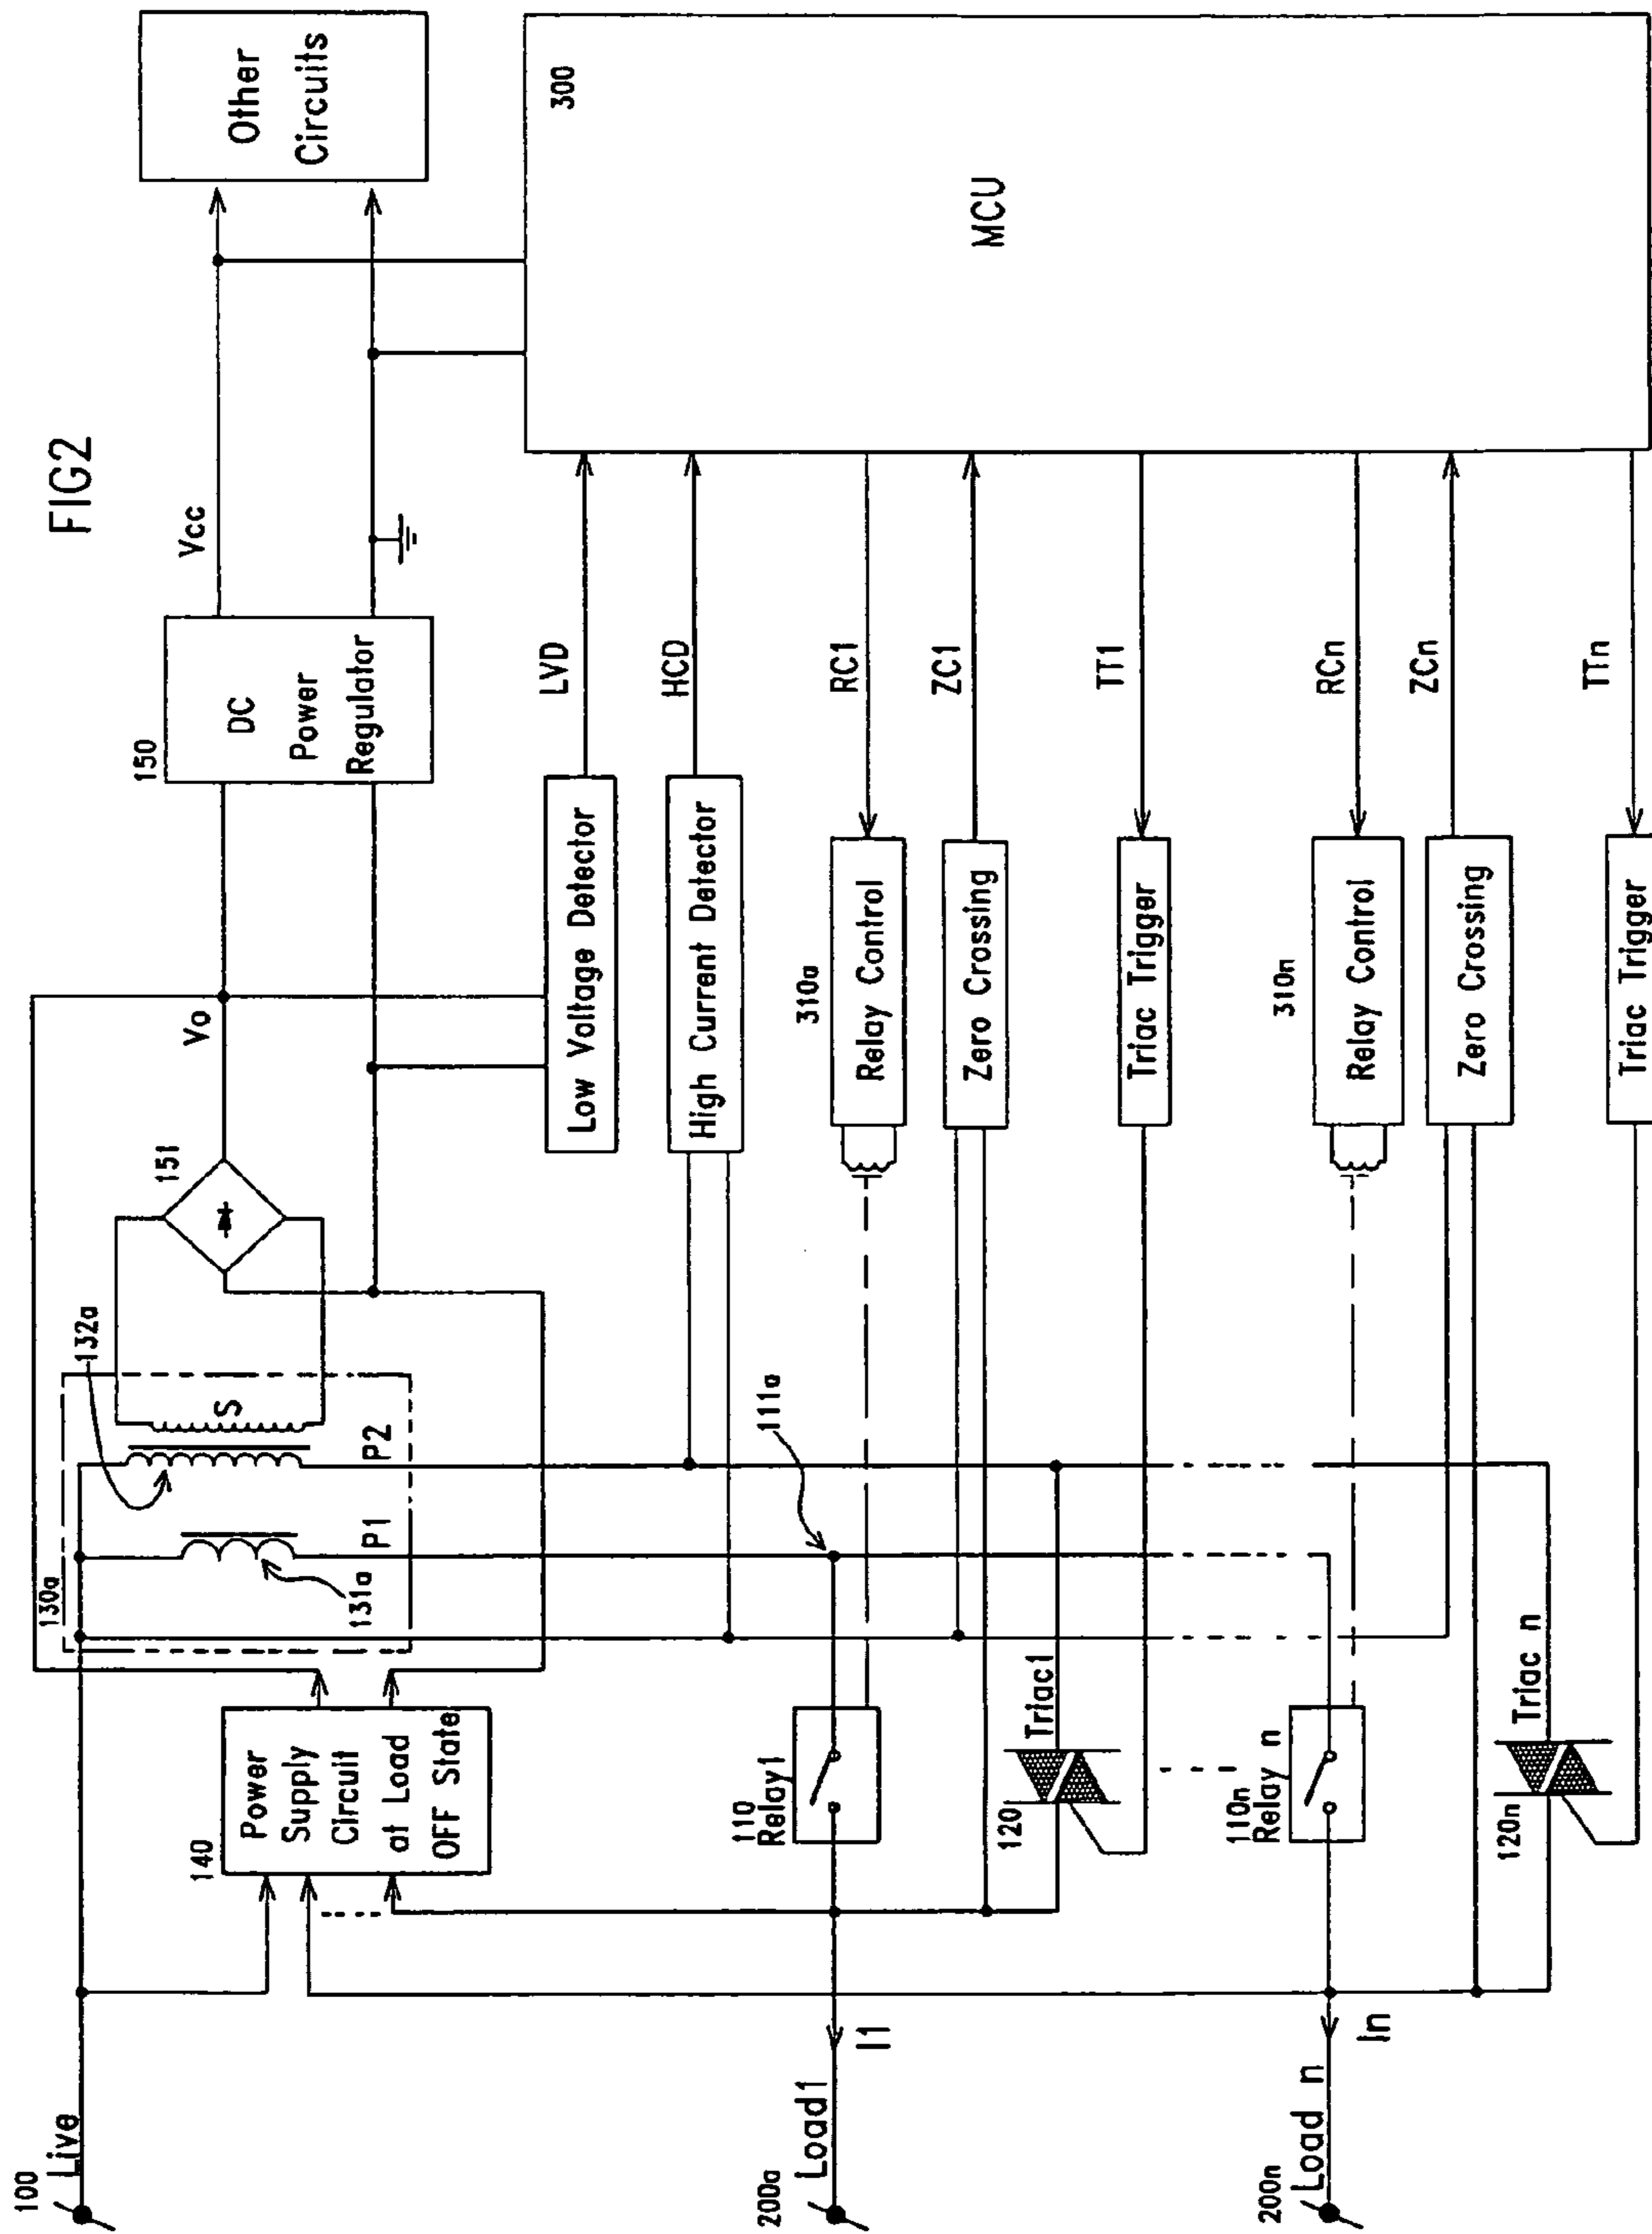 FIG2
100
Live
140
Power
Supply
Circuit
at Load
OFF State
130a
131a
P1
132a
P2
S
151
Vo
150
DC
Power
Regulator
Vcc
Other
Circuits
Low Voltage Detector
LVD
High Current Detector
HCD
300
MCU
111a
200a
Load1
I1
110
Relay1
310a
Relay Control
RC1
Zero Crossing
ZC1
120
Triac1
Triac Trigger
TT1
200n
Load n
In
110n
Relay n
310n
Relay Control
RCn
Zero Crossing
ZCn
120n
Triac n
Triac Trigger
TTn